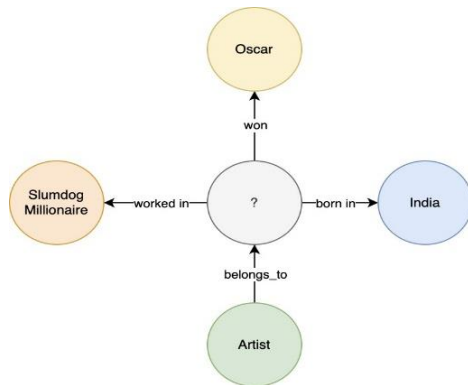 Oscar
won
Slumdog
Millionaire
worked in
?
born in
India
belongs_to
Artist